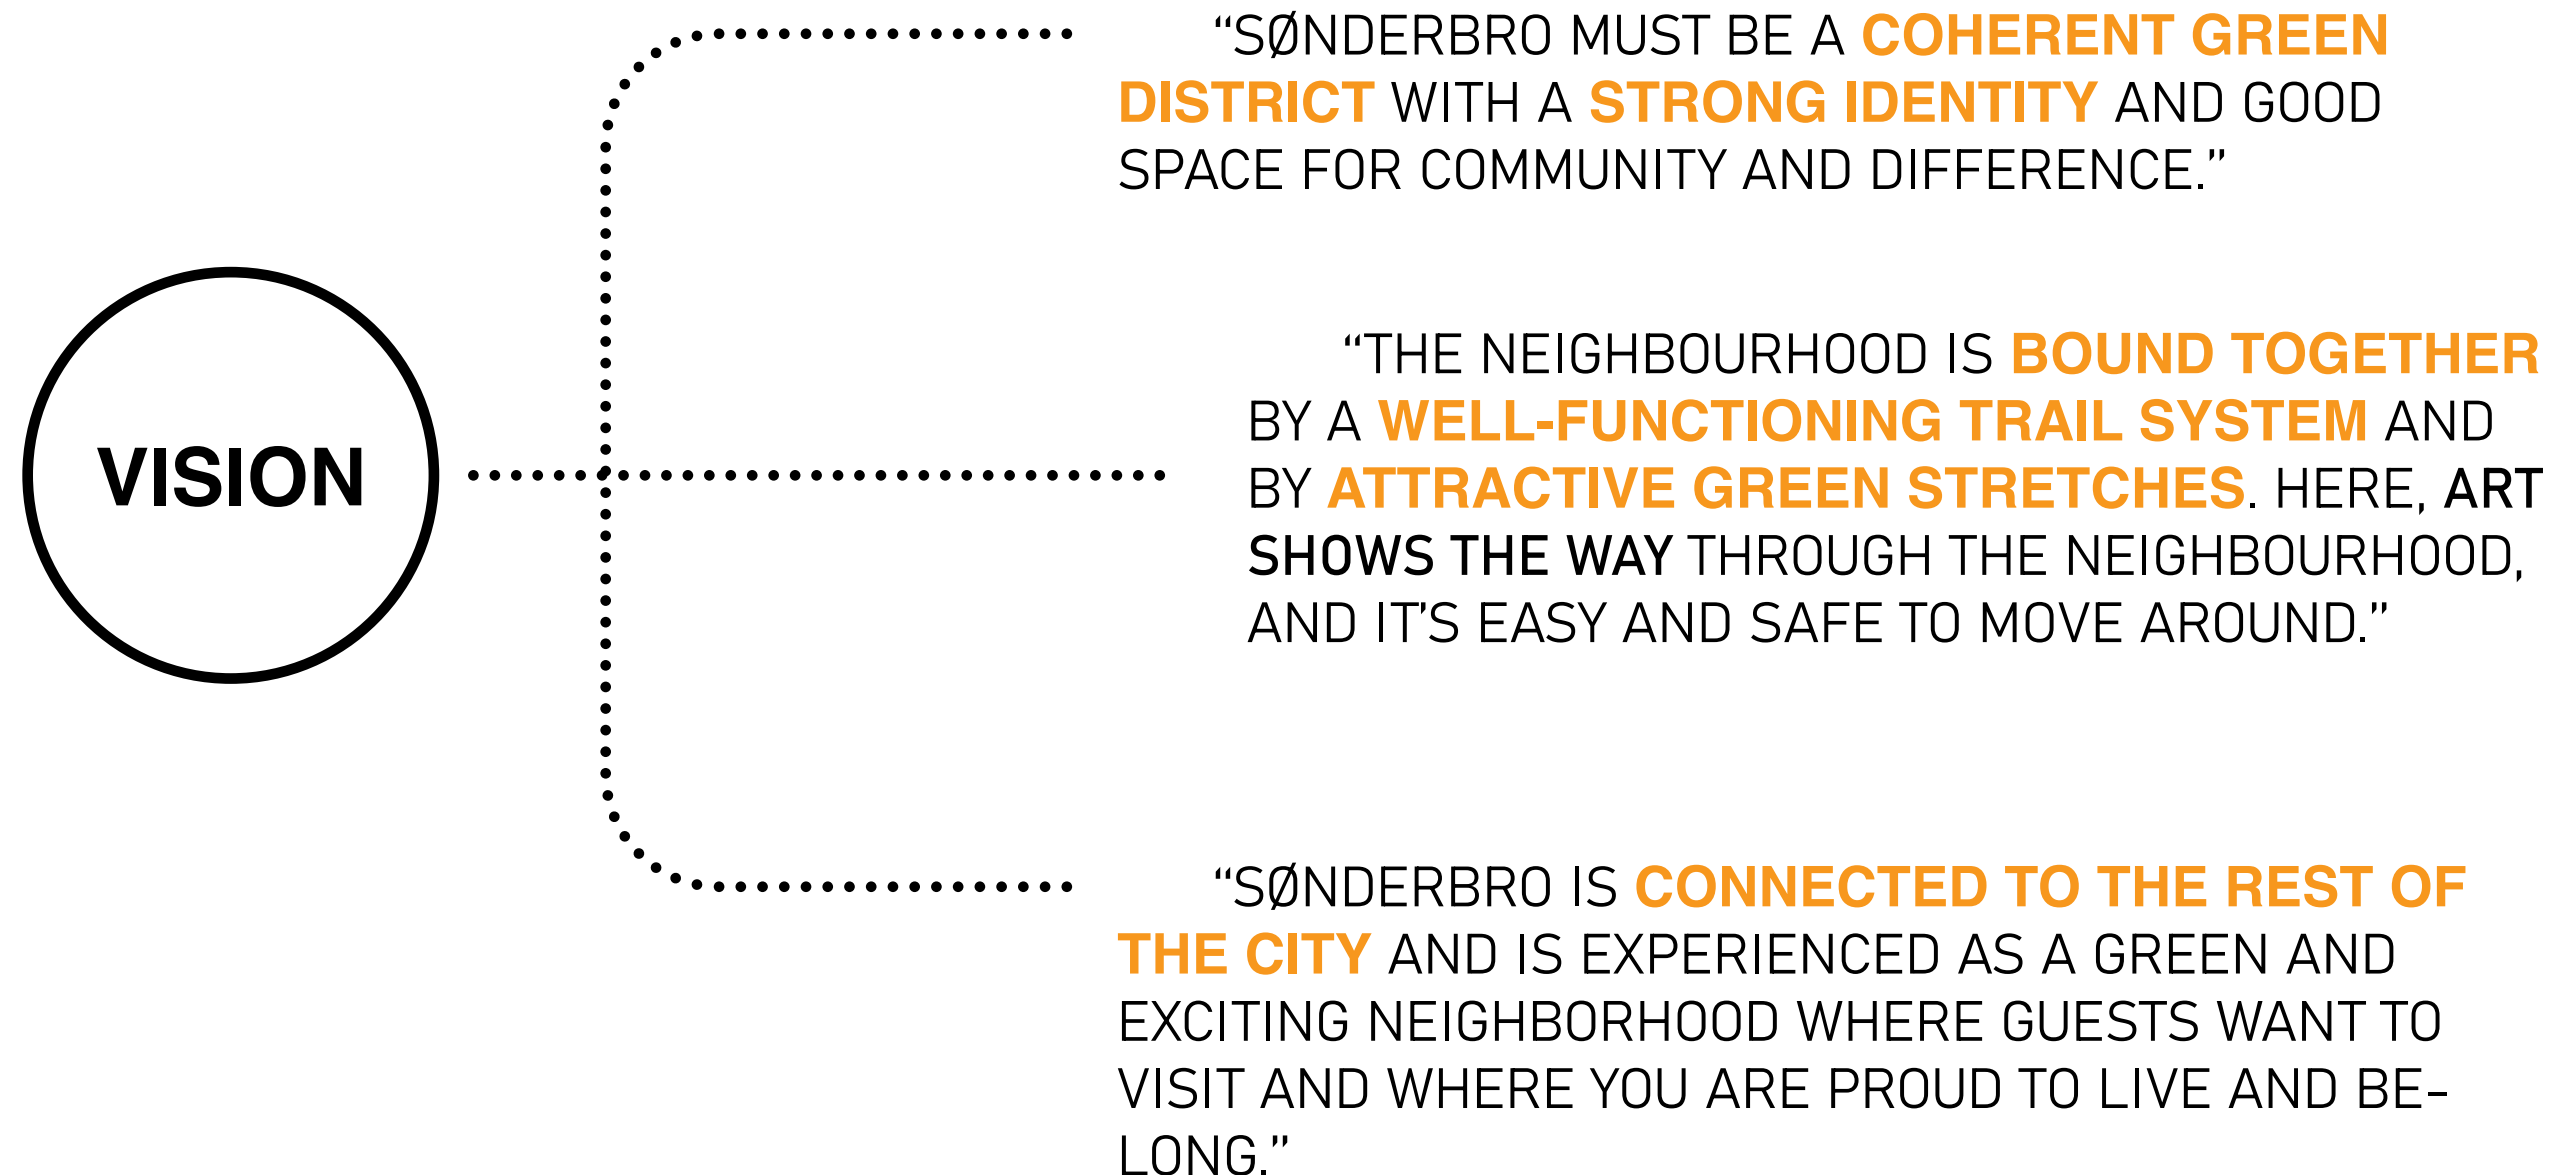 VISION
“SØNDERBRO MUST BE A COHERENT GREEN
DISTRICT WITH A STRONG IDENTITY AND GOOD
SPACE FOR COMMUNITY AND DIFFERENCE.”
“THE NEIGHBOURHOOD IS BOUND TOGETHER
BY A WELL-FUNCTIONING TRAIL SYSTEM AND
BY ATTRACTIVE GREEN STRETCHES. HERE, ART
SHOWS THE WAY THROUGH THE NEIGHBOURHOOD,
AND IT’S EASY AND SAFE TO MOVE AROUND.”
“SØNDERBRO IS CONNECTED TO THE REST OF
THE CITY AND IS EXPERIENCED AS A GREEN AND
EXCITING NEIGHBORHOOD WHERE GUESTS WANT TO
VISIT AND WHERE YOU ARE PROUD TO LIVE AND BE-
LONG.”